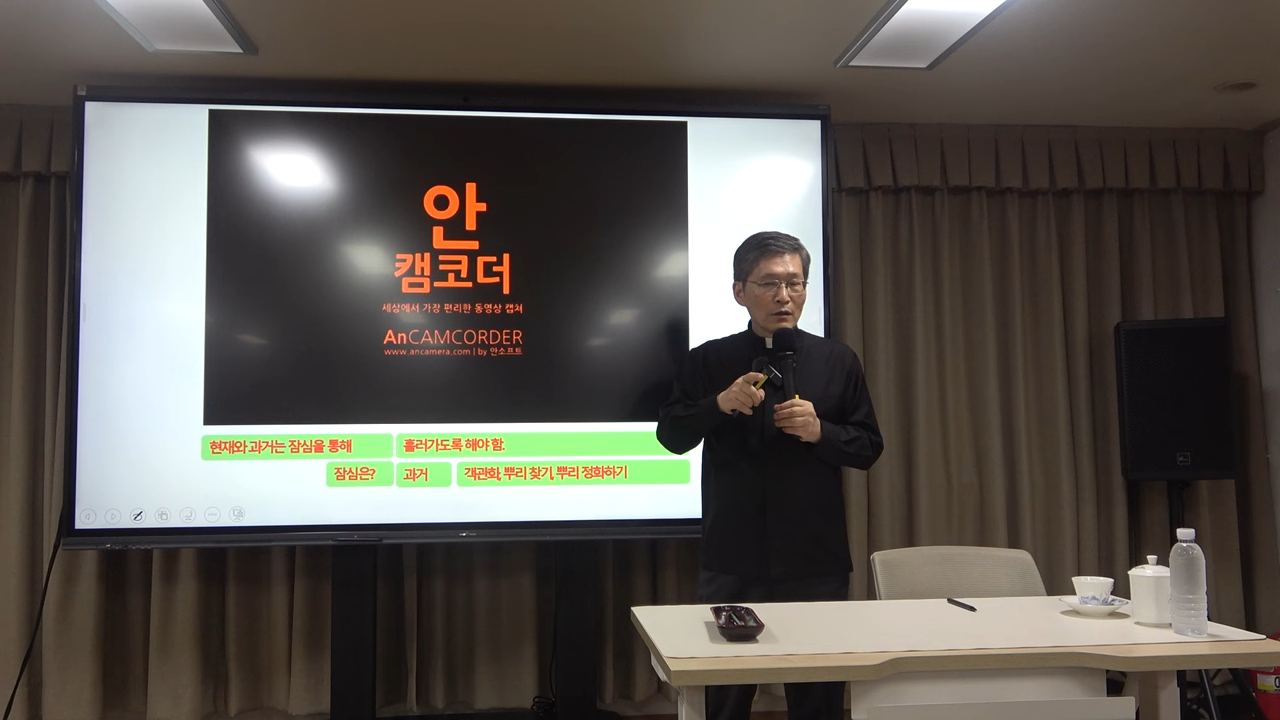 안
캠코더
세상에서 가장 편리한 동영상 캡쳐
AnCAMCORDER
www.ancamera.com | by 안소프트
현재와 과거는 잠심을 통해 흘러가도록 해야 함.
잠심은? 과거 객관화, 뿌리 찾기, 뿌리 정화하기